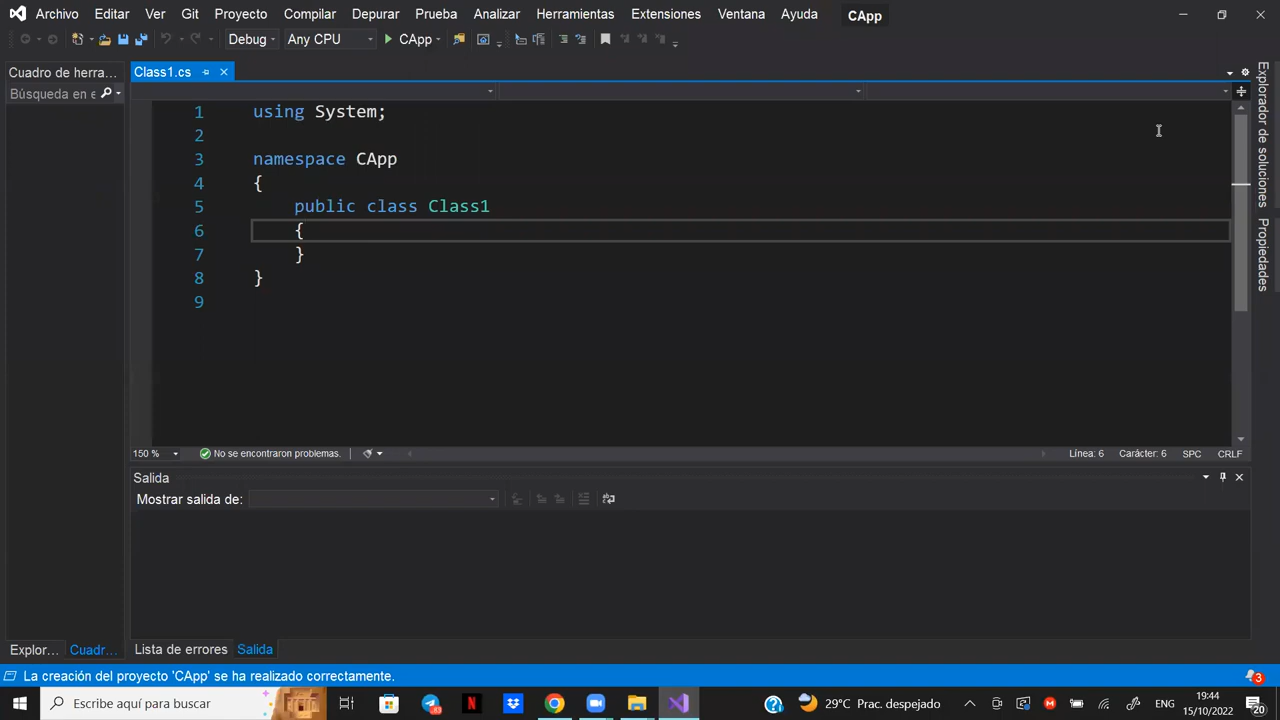 Archivo Editar Ver Git Proyecto Compilar Depurar Prueba Analizar Herramientas Extensiones Ventana Ayuda CApp
Debug Any CPU CApp
Cuadro de herra... Class1.cs
Búsqueda en e
1 using System;
2
3 namespace CApp
4 {
5 public class Class1
6 {
7 }
8 }
9
Explorador de soluciones
Propiedades
150 % No se encontraron problemas. Línea: 6 Carácter: 6 SPC CRLF
Salida
Mostrar salida de:
Explor... Cuadr... Lista de errores Salida
La creación del proyecto 'CApp' se ha realizado correctamente. 3
Escribe aquí para buscar 29°C Prac. despejado ENG 19:44
15/10/2022 20